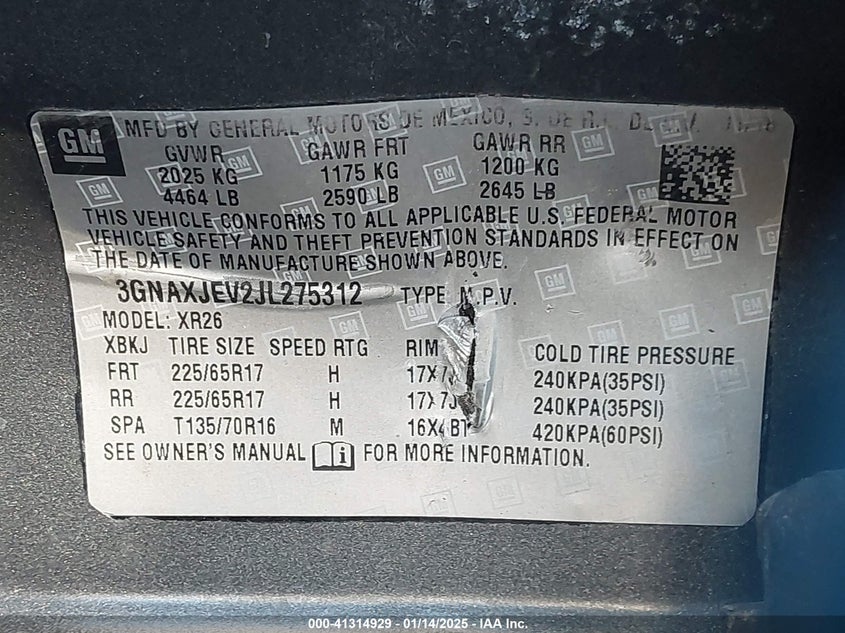 GM
MFD BY GENERAL MOTORS DE MEXICO, S. DE R.L. DE
GVWR GAWR FRT GAWR RR
2025 KG 1175 KG 1200 KG
4464 LB 2590 LB 2645 LB
THIS VEHICLE CONFORMS TO ALL APPLICABLE U.S. FEDERAL MOTOR
VEHICLE SAFETY AND THEFT PREVENTION STANDARDS IN EFFECT ON
THE DATE OF MANUFACTURE SHOWN ABOVE.
3GNAXJEV2JL275312 TYPE M.P.V.
MODEL: XR26
XBKJ TIRE SIZE SPEED RTG RIM COLD TIRE PRESSURE
FRT 225/65R17 H 240KPA(35PSI)
RR 225/65R17 H 17X7J 240KPA(35PSI)
SPA T135/70R16 M 16X4BT 420KPA(60PSI)
SEE OWNER'S MANUAL FOR MORE INFORMATION.
000-41314929 - 01/14/2025 - IAA Inc.